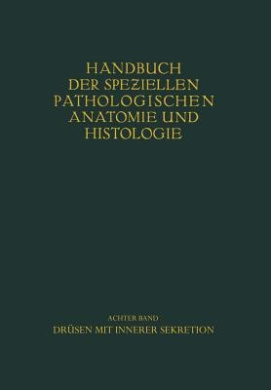 HANDBUCH
DER SPEZIELLEN
PATHOLOGISCHEN
ANATOMIE UND
HISTOLOGIE
ACHTER BAND
DRÜSEN MIT INNERER SEKRETION